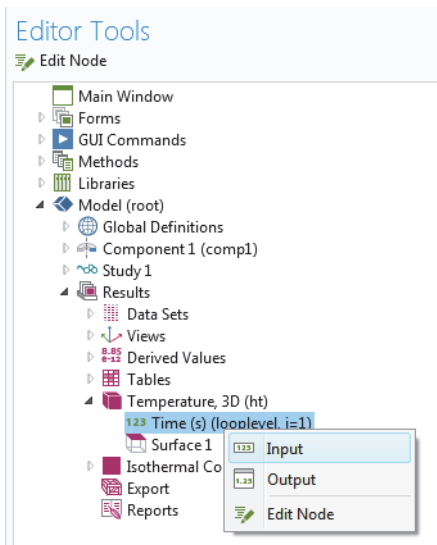 Editor Tools
Edit Node
Main Window
Forms
GUI Commands
Methods
Libraries
Model (root)
Global Definitions
Component 1 (comp1)
Study 1
Results
Data Sets
Views
8.85
e-12
Derived Values
Tables
Temperature, 3D (ht)
123 Time (s) (looplevel, i=1)
Surface 1
123 Input
Isothermal Co
1.23 Output
Export
Reports
Edit Node